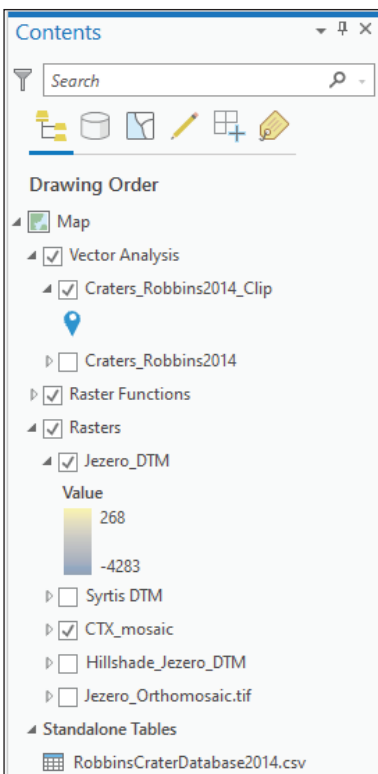 Contents
Search
Drawing Order
Map
Vector Analysis
Craters_Robbins2014_Clip
Craters_Robbins2014
Raster Functions
Rasters
Jezero_DTM
Value
268
-4283
Syrtis DTM
CTX_mosaic
Hillshade_Jezero_DTM
Jezero_Orthomosaic.tif
Standalone Tables
RobbinsCraterDatabase2014.csv